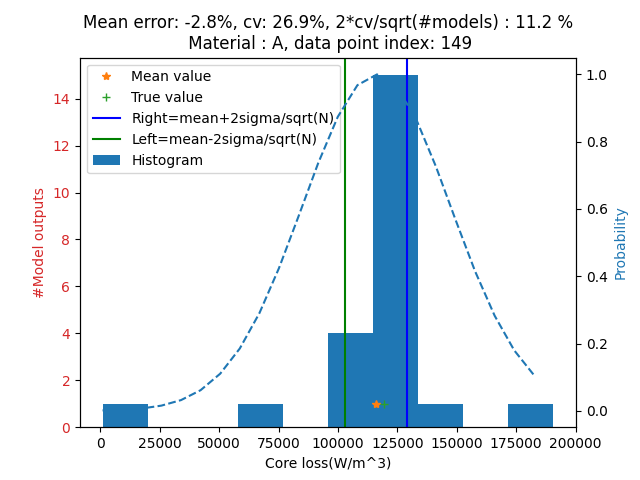 Mean error: -2.8%, cv: 26.9%, 2*cv/sqrt(#models) : 11.2 %
Material : A, data point index: 149
Mean value
True value
Right=mean+2sigma/sqrt(N)
Left=mean-2sigma/sqrt(N)
Histogram
#Model outputs
14
12
10
8
6
4
2
0
1.0
0.8
0.6
0.4
0.2
0.0
Probability
0 25000 50000 75000 100000 125000 150000 175000 200000
Core loss(W/m^3)